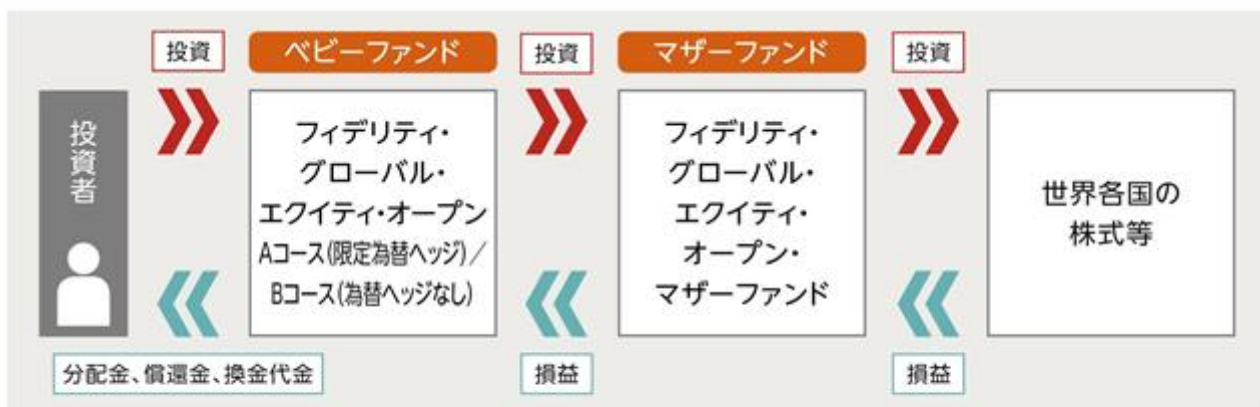 投資
ベビーファンド
投資
マザーファンド
投資
投資者
フィデリティ・
グローバル・
エクイティ・オープン
Aコース(限定為替ヘッジ)/
Bコース(為替ヘッジなし)
フィデリティ・
グローバル・
エクイティ・
オープン・
マザーファンド
世界各国の
株式等
分配金、償還金、換金代金
損益
損益